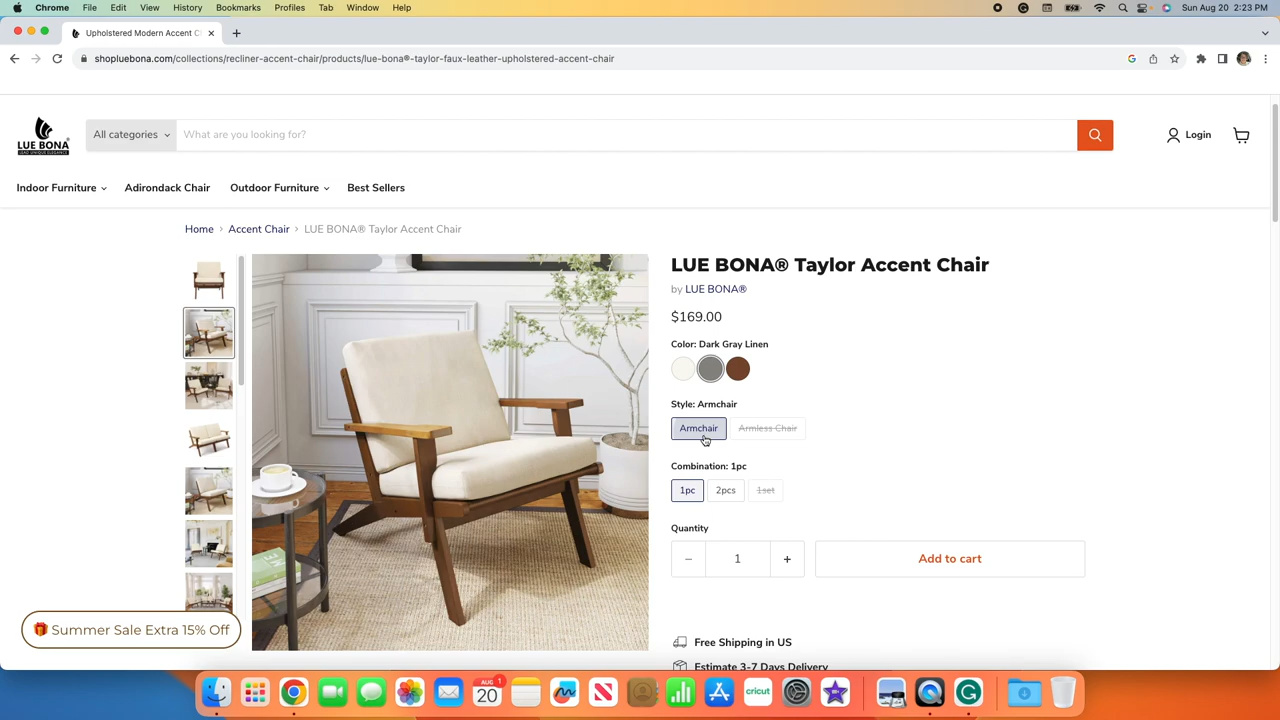 Chrome File Edit View History Bookmarks Profiles Tab Window Help Sun Aug 20 2:23 PM
Upholstered Modern Accent C
shopluebona.com/collections/recliner-accent-chair/products/lue-bona®-taylor-faux-leather-upholstered-accent-chair
LUE BONA®
All categories What are you looking for? Login
Indoor Furniture Adirondack Chair Outdoor Furniture Best Sellers
Home > Accent Chair > LUE BONA® Taylor Accent Chair
LUE BONA® Taylor Accent Chair
by LUE BONA®
$169.00
Color: Dark Gray Linen
Style: Armchair
Armchair Armless Chair
Combination: 1pc
1pc 2pcs 1set
Quantity
− 1 + Add to cart
Summer Sale Extra 15% Off
Free Shipping in US
Estimate 3-7 Days Delivery
AUG 1
20
cricut